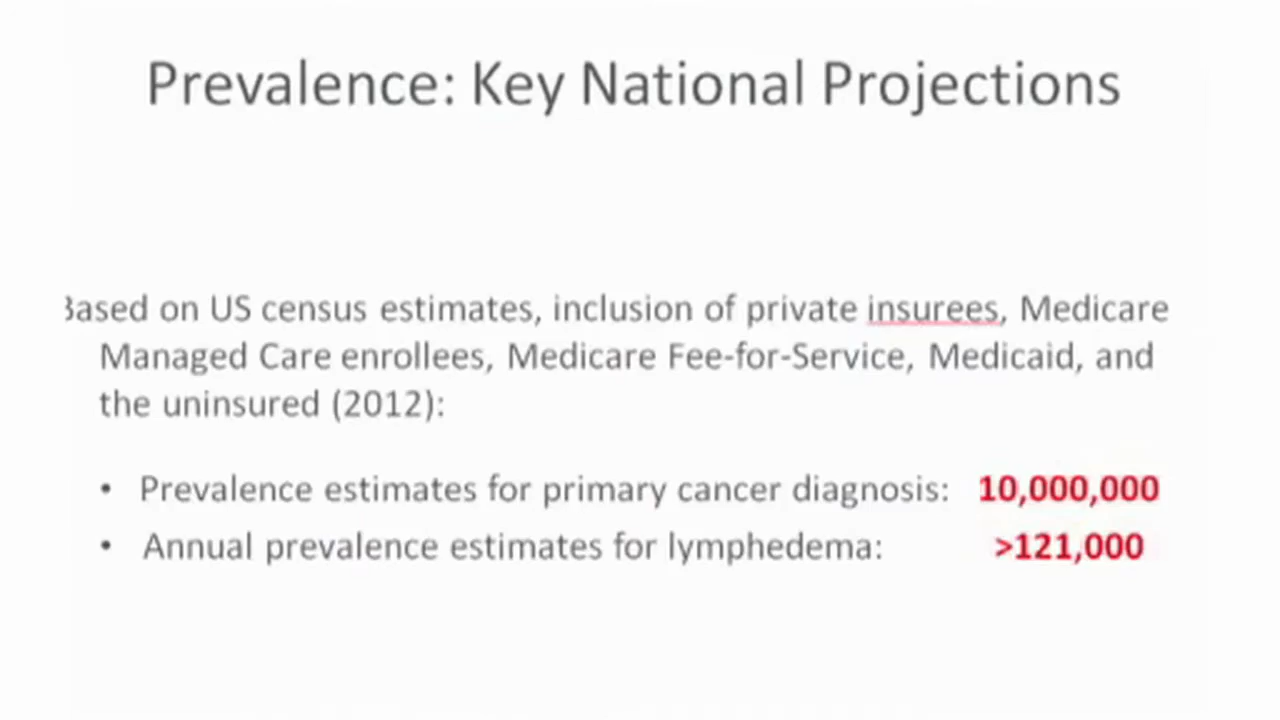 Prevalence: Key National Projections
Based on US census estimates, inclusion of private insurees, Medicare
Managed Care enrollees, Medicare Fee-for-Service, Medicaid, and
the uninsured (2012):
• Prevalence estimates for primary cancer diagnosis: 10,000,000
• Annual prevalence estimates for lymphedema: >121,000